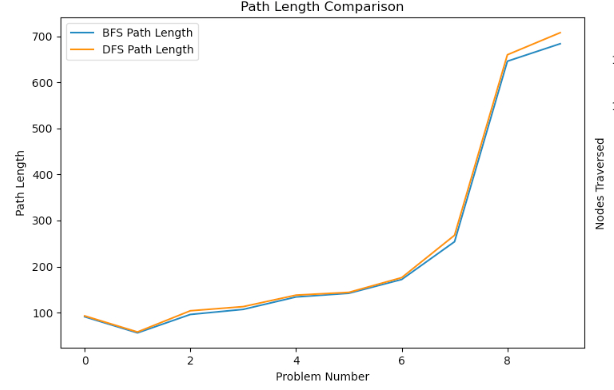 Path Length Comparison
BFS Path Length
DFS Path Length
700
600
500
400
300
200
100
Path Length
0
2
4
6
8
Problem Number
Nodes Traversed